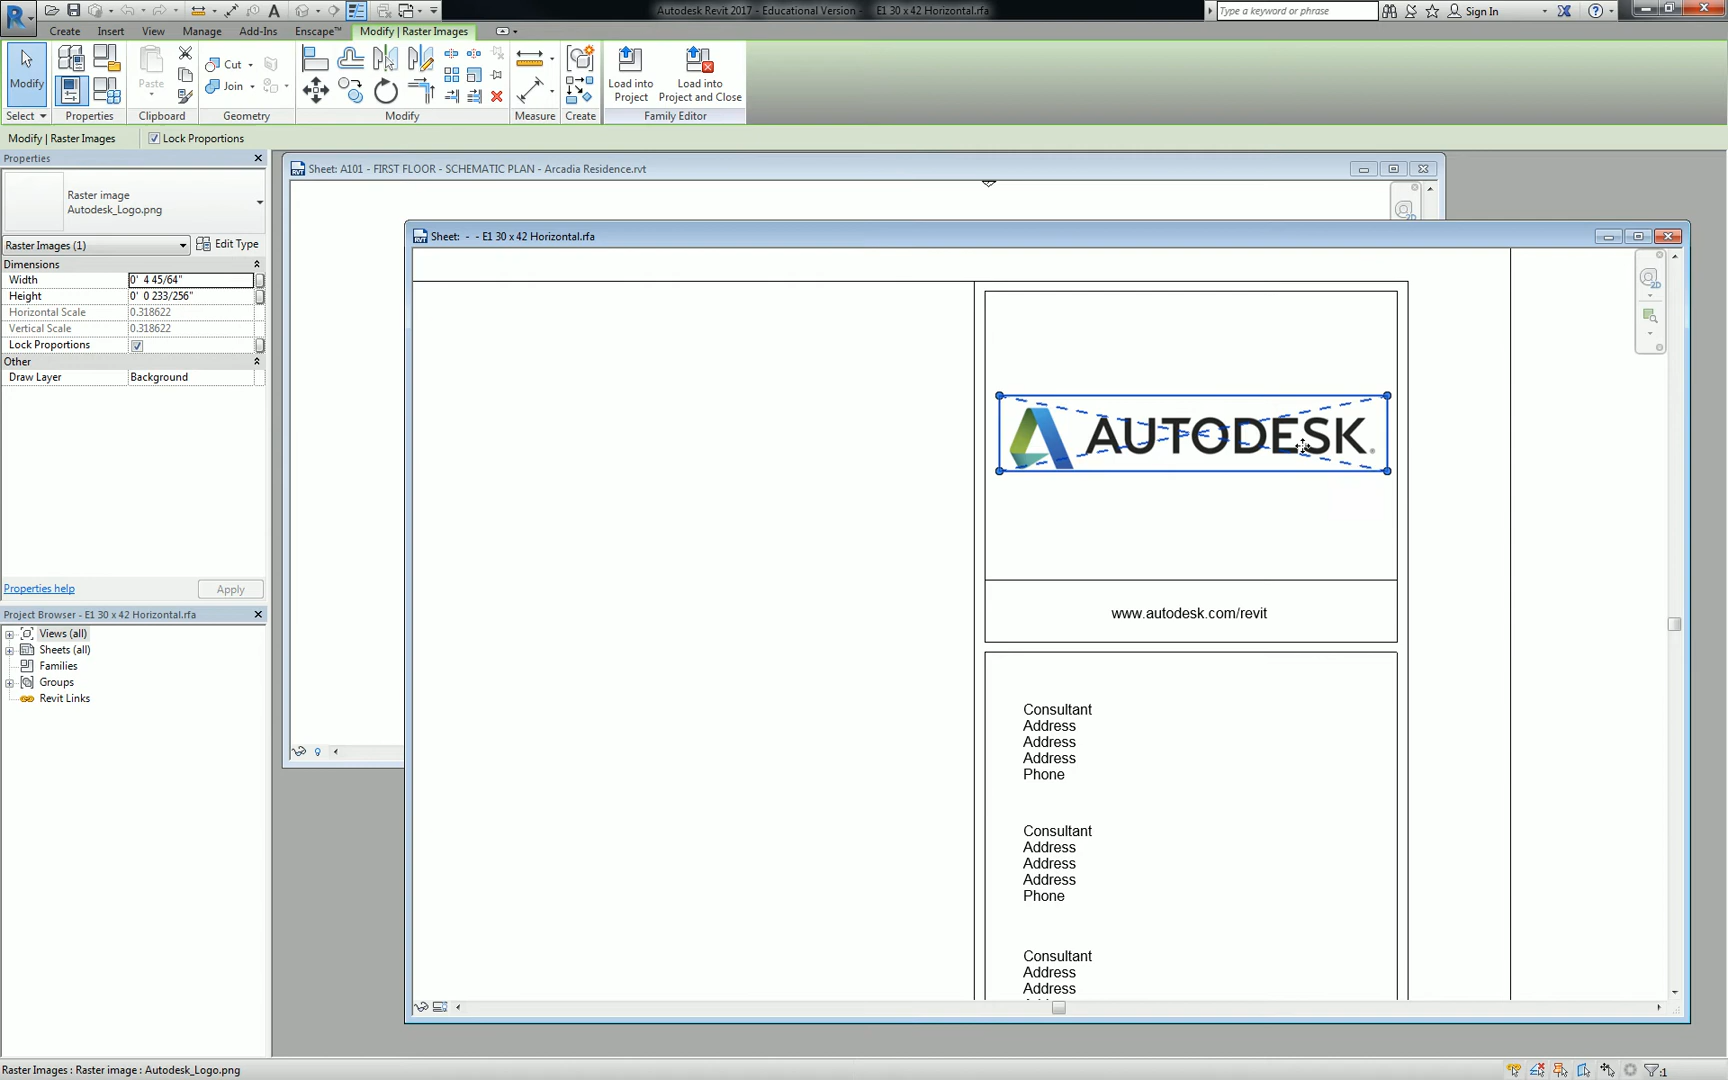 Autodesk Revit 2017 - Educational Version - E1 30 x 42 Horizontal.rfa
Type a keyword or phrase
Sign In
Create Insert View Manage Add-Ins Enscape™ Modify | Raster Images
Modify
Paste
Cut
Join
Load into Project
Load into Project and Close
Select Properties Clipboard Geometry Modify Measure Create Family Editor
Modify | Raster Images
Lock Proportions
Properties
Raster image
Autodesk_Logo.png
Raster Images (1)
Edit Type
Dimensions
Width 0' 4 45/64"
Height 0' 0 233/256"
Horizontal Scale 0.318622
Vertical Scale 0.318622
Lock Proportions
Other
Draw Layer Background
Properties help
Apply
Project Browser - E1 30 x 42 Horizontal.rfa
Views (all)
Sheets (all)
Families
Groups
Revit Links
Sheet: A101 - FIRST FLOOR - SCHEMATIC PLAN - Arcadia Residence.rvt
2D
Sheet: - - E1 30 x 42 Horizontal.rfa
2D
AUTODESK®
www.autodesk.com/revit
Consultant
Address
Address
Address
Phone
Consultant
Address
Address
Address
Phone
Consultant
Address
Address
Raster Images : Raster image : Autodesk_Logo.png
:1